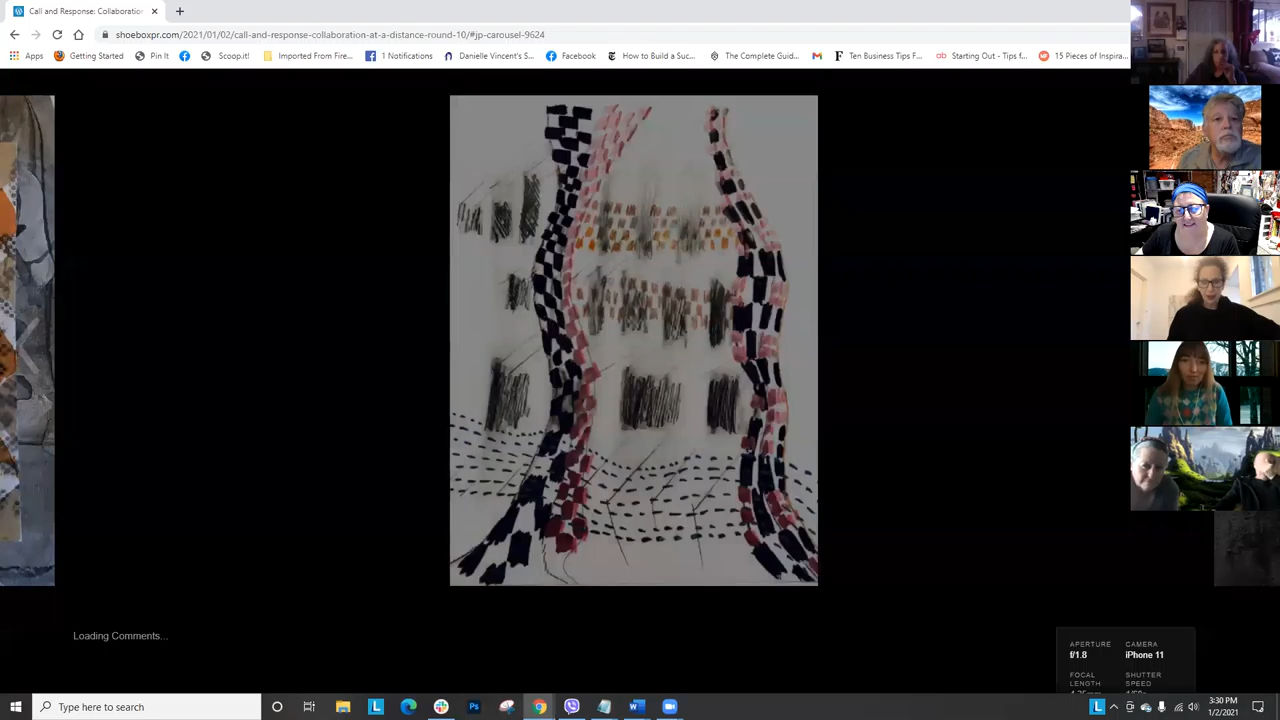 Call and Response: Collaboration
shoeboxpr.com/2021/01/02/call-and-response-collaboration-at-a-distance-round-10/#jp-carousel-9624
Apps Getting Started Pin It Scoop.it! Imported From Fire... 1 Notifications Danielle Vincent's S... Facebook How to Build a Suc... The Complete Guid... Ten Business Tips F... Starting Out - Tips f... 15 Pieces of Inspira...
Loading Comments...
APERTURE CAMERA
f/1.8 iPhone 11
FOCAL SHUTTER
LENGTH SPEED
Type here to search
3:30 PM
1/2/2021